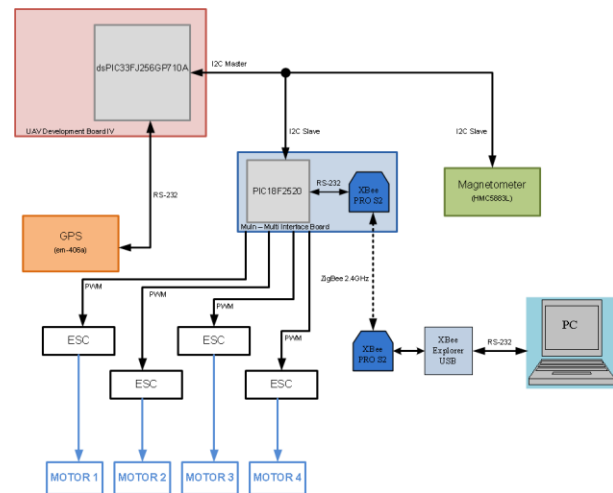 dsPIC33FJ256GP710A
I2C Master
UAV Development Board IV
I2C Slave
I2C Slave
RS-232
PIC18F2520
RS-232
XBee
PRO S2
MuIn – Multi Interface Board
Magnetometer
(HMC5883L)
GPS
(em-406a)
ZigBee 2.4GHz
PWM
PWM
PWM
PWM
ESC
ESC
ESC
ESC
XBee
PRO S2
XBee
Explorer
USB
RS-232
PC
MOTOR 1
MOTOR 2
MOTOR 3
MOTOR 4